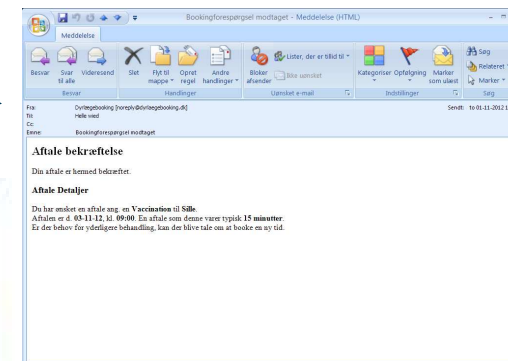 Bookingforespørgsel modtaget - Meddelelse (HTML)
Meddelelse
Besvar
Svar til alle
Videresend
Slet
Flyt til mappe
Opret regel
Andre handlinger
Bloker afsender
Lister, der er tillid til
Ikke uønsket
Kategoriser
Opfølgning
Marker som ulæst
Søg
Relateret
Marker
Besvar
Handlinger
Uønsket e-mail
Indstillinger
Søg
Fra: Dyrlægebooking [noreply@dyrlaegebooking.dk]
Sendt: to 01-11-2012 1
Til: Helle wied
Cc:
Emne: Bookingforespørgsel modtaget
Aftale bekræftelse
Din aftale er hermed bekræftet.
Aftale Detaljer
Du har ønsket en aftale ang. en Vaccination til Sille.
Aftalen er d. 03-11-12, kl. 09:00. En aftale som denne varer typisk 15 minutter.
Er der behov for yderligere behandling, kan der blive tale om at booke en ny tid.